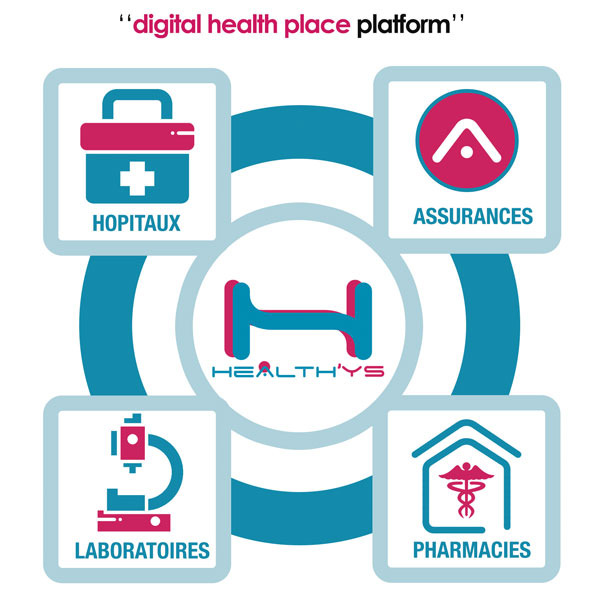 ‘‘digital health place platform’’
HOPITAUX
ASSURANCES
HEALTH'YS
LABORATOIRES
PHARMACIES